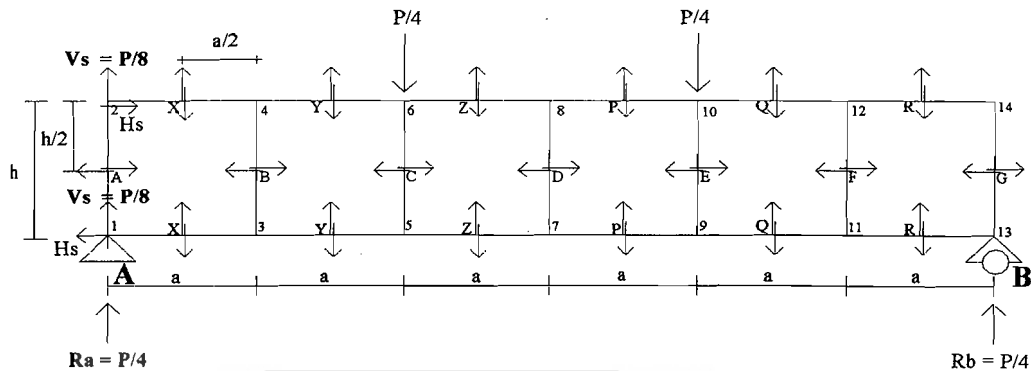 P/4 P/4
Vs = P/8 a/2
2 X 4 Y 6 Z 8 P 10 Q 12 R 14
Hs
h/2
h
A B C D E F G
Vs = P/8
1 X 3 Y 5 Z 7 P 9 Q 11 R 13
Hs
A B
a a a a a a
Ra = P/4 Rb = P/4